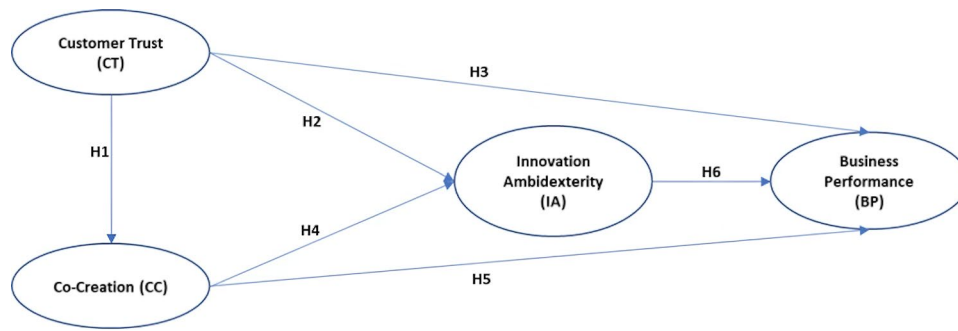 Customer Trust
(CT)
H3
H2
H1
Innovation
Ambidexterity
(IA)
H6
Business
Performance
(BP)
H4
H5
Co-Creation (CC)